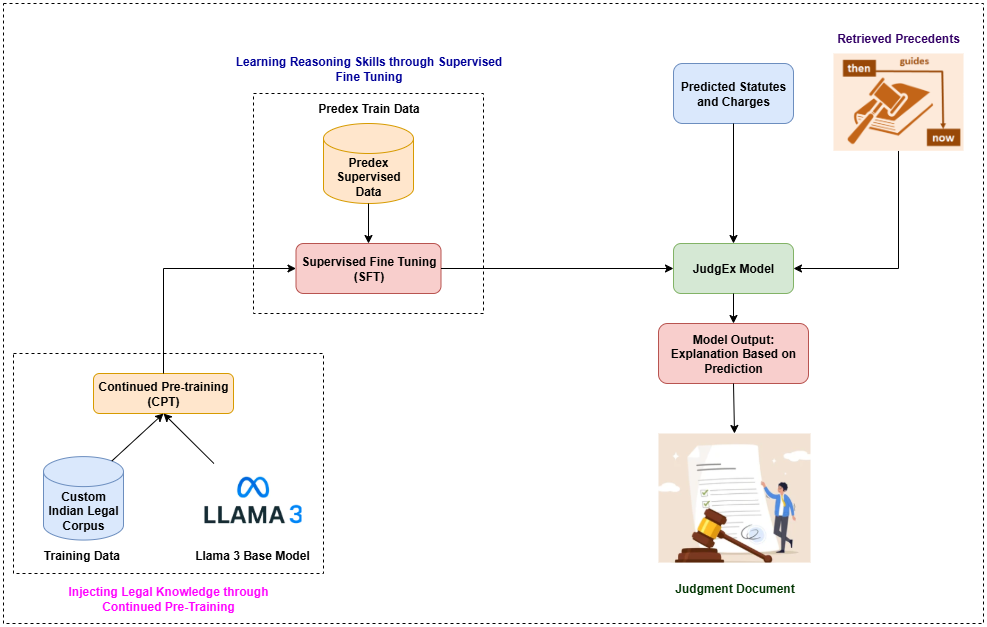 Retrieved Precedents
then
guides
now
Learning Reasoning Skills through Supervised
Fine Tuning
Predex Train Data
Predex
Supervised
Data
Predicted Statutes
and Charges
Supervised Fine Tuning
(SFT)
JudgEx Model
Model Output:
Explanation Based on
Prediction
Continued Pre-training
(CPT)
Custom
Indian Legal
Corpus
LLAMA 3
Training Data
Llama 3 Base Model
Injecting Legal Knowledge through
Continued Pre-Training
Judgment Document